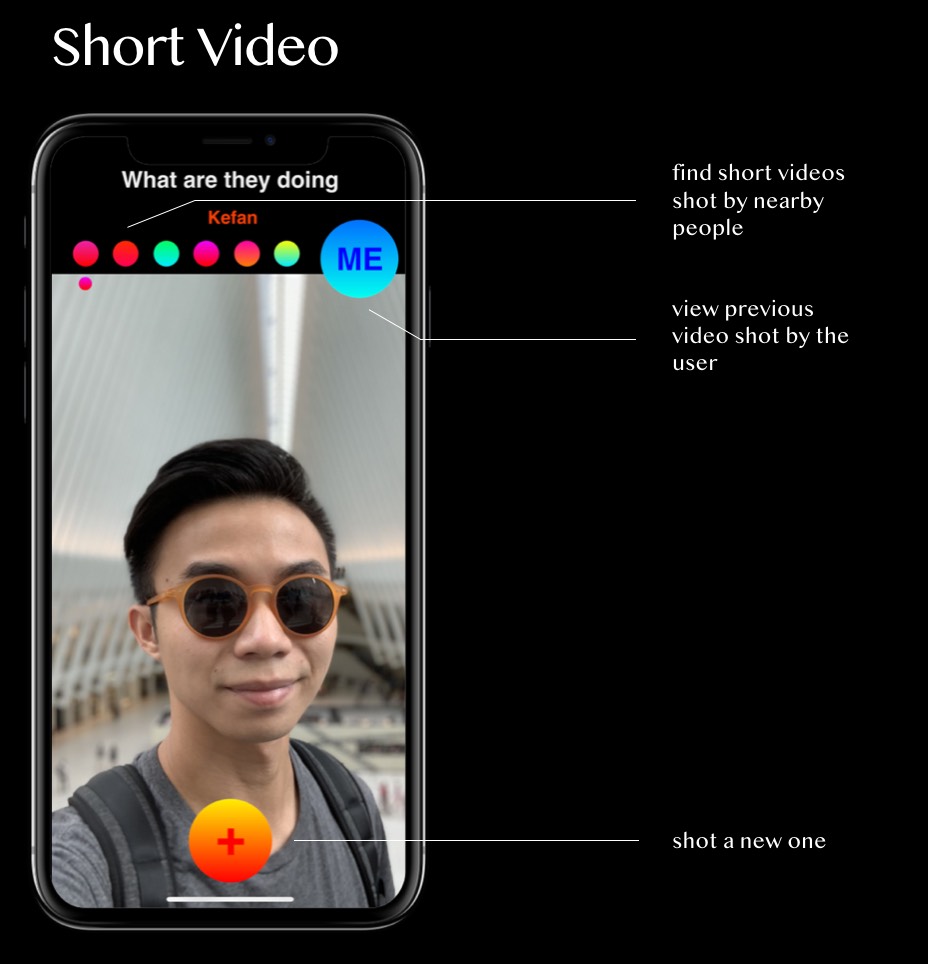 Short Video
What are they doing
Kefan
ME
find short videos
shot by nearby
people
view previous
video shot by the
user
+
shot a new one